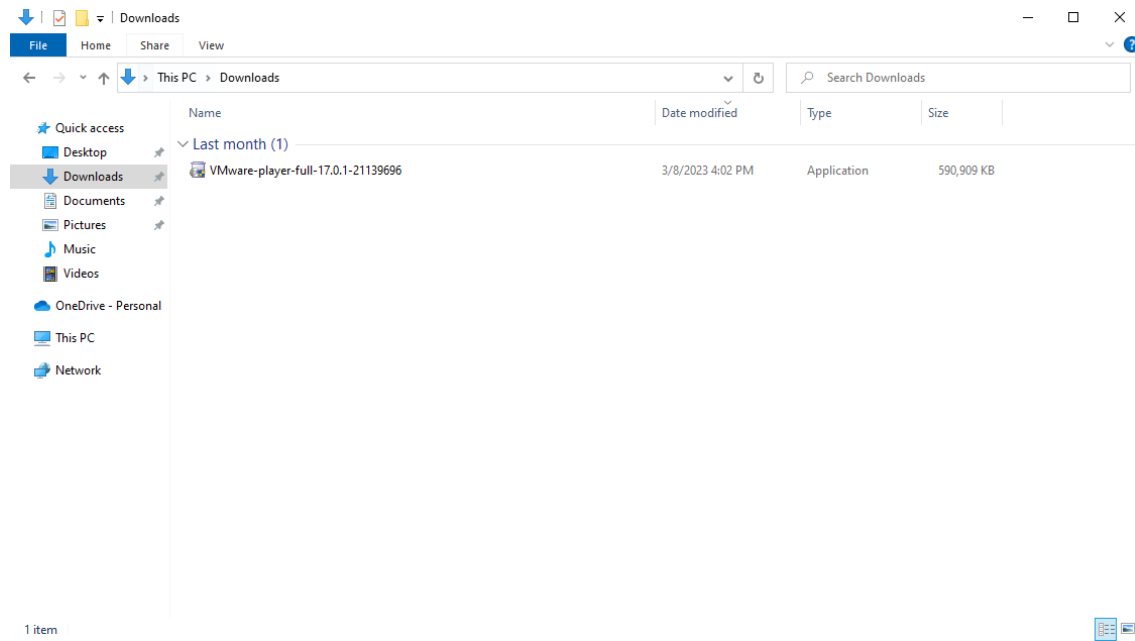 Downloads
File Home Share View
This PC Downloads
Search Downloads
Name Date modified Type Size
Quick access
Desktop
Downloads
Documents
Pictures
Music
Videos
OneDrive - Personal
This PC
Network
Last month (1)
VMware-player-full-17.0.1-21139696 3/8/2023 4:02 PM Application 590,909 KB
1 item